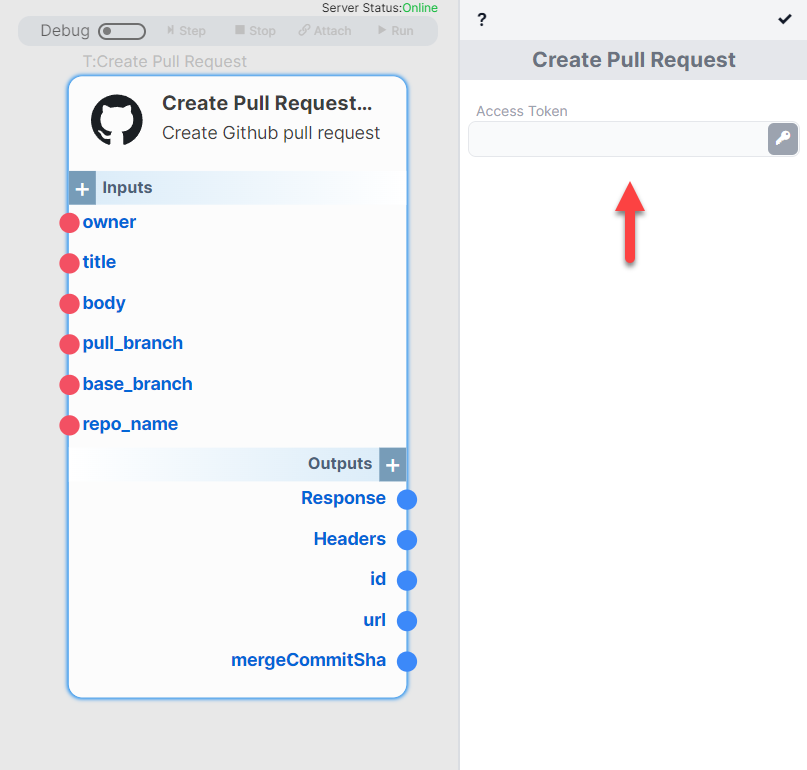 Server Status:Online
Debug Step Stop Attach Run
T:Create Pull Request
Create Pull Request...
Create Github pull request
+ Inputs
owner
title
body
pull_branch
base_branch
repo_name
Outputs +
Response
Headers
id
url
mergeCommitSha
?
Create Pull Request
Access Token